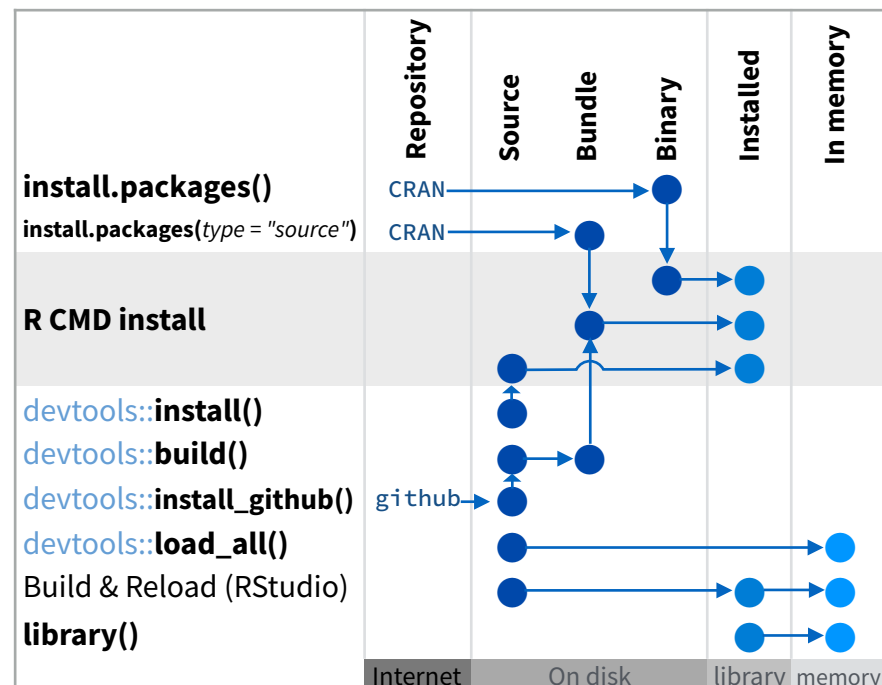 Repository
Source
Bundle
Binary
Installed
In memory
install.packages() CRAN
install.packages(type = "source") CRAN
R CMD install
devtools::install()
devtools::build()
devtools::install_github() github
devtools::load_all()
Build & Reload (RStudio)
library()
Internet On disk library memory